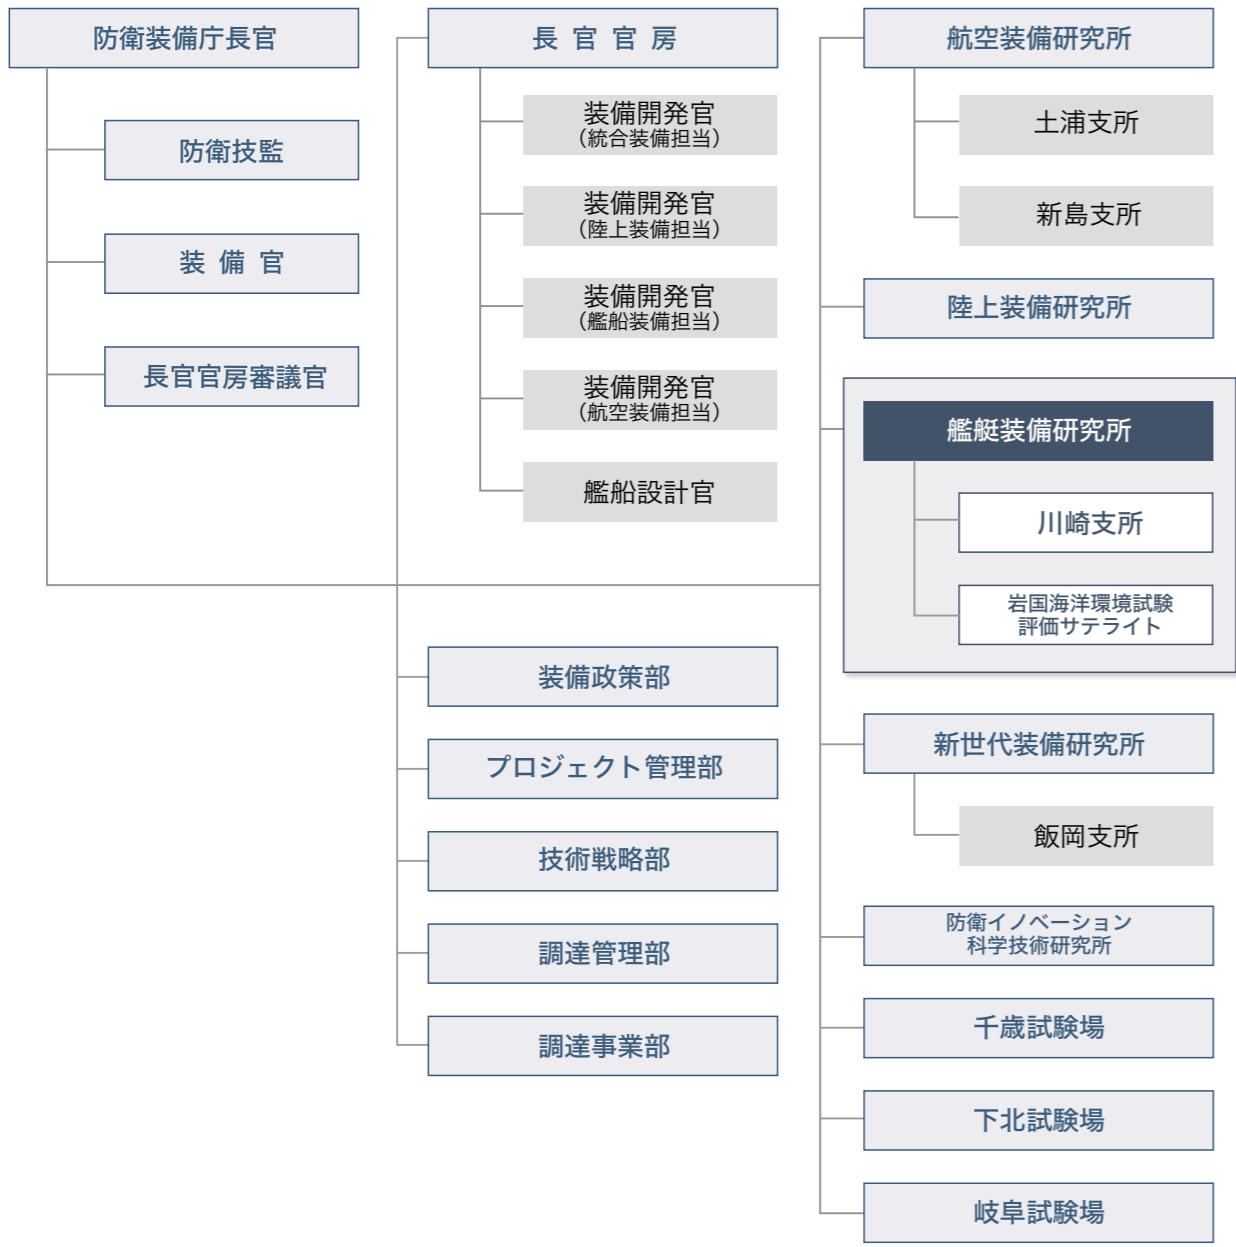 防衛装備庁長官
防衛技監
装備官
長官官房審議官
長官官房
装備開発官
（統合装備担当）
装備開発官
（陸上装備担当）
装備開発官
（艦船装備担当）
装備開発官
（航空装備担当）
艦船設計官
装備政策部
プロジェクト管理部
技術戦略部
調達管理部
調達事業部
航空装備研究所
土浦支所
新島支所
陸上装備研究所
艦艇装備研究所
川崎支所
岩国海洋環境試験
評価サテライト
新世代装備研究所
飯岡支所
防衛イノベーション
科学技術研究所
千歳試験場
下北試験場
岐阜試験場